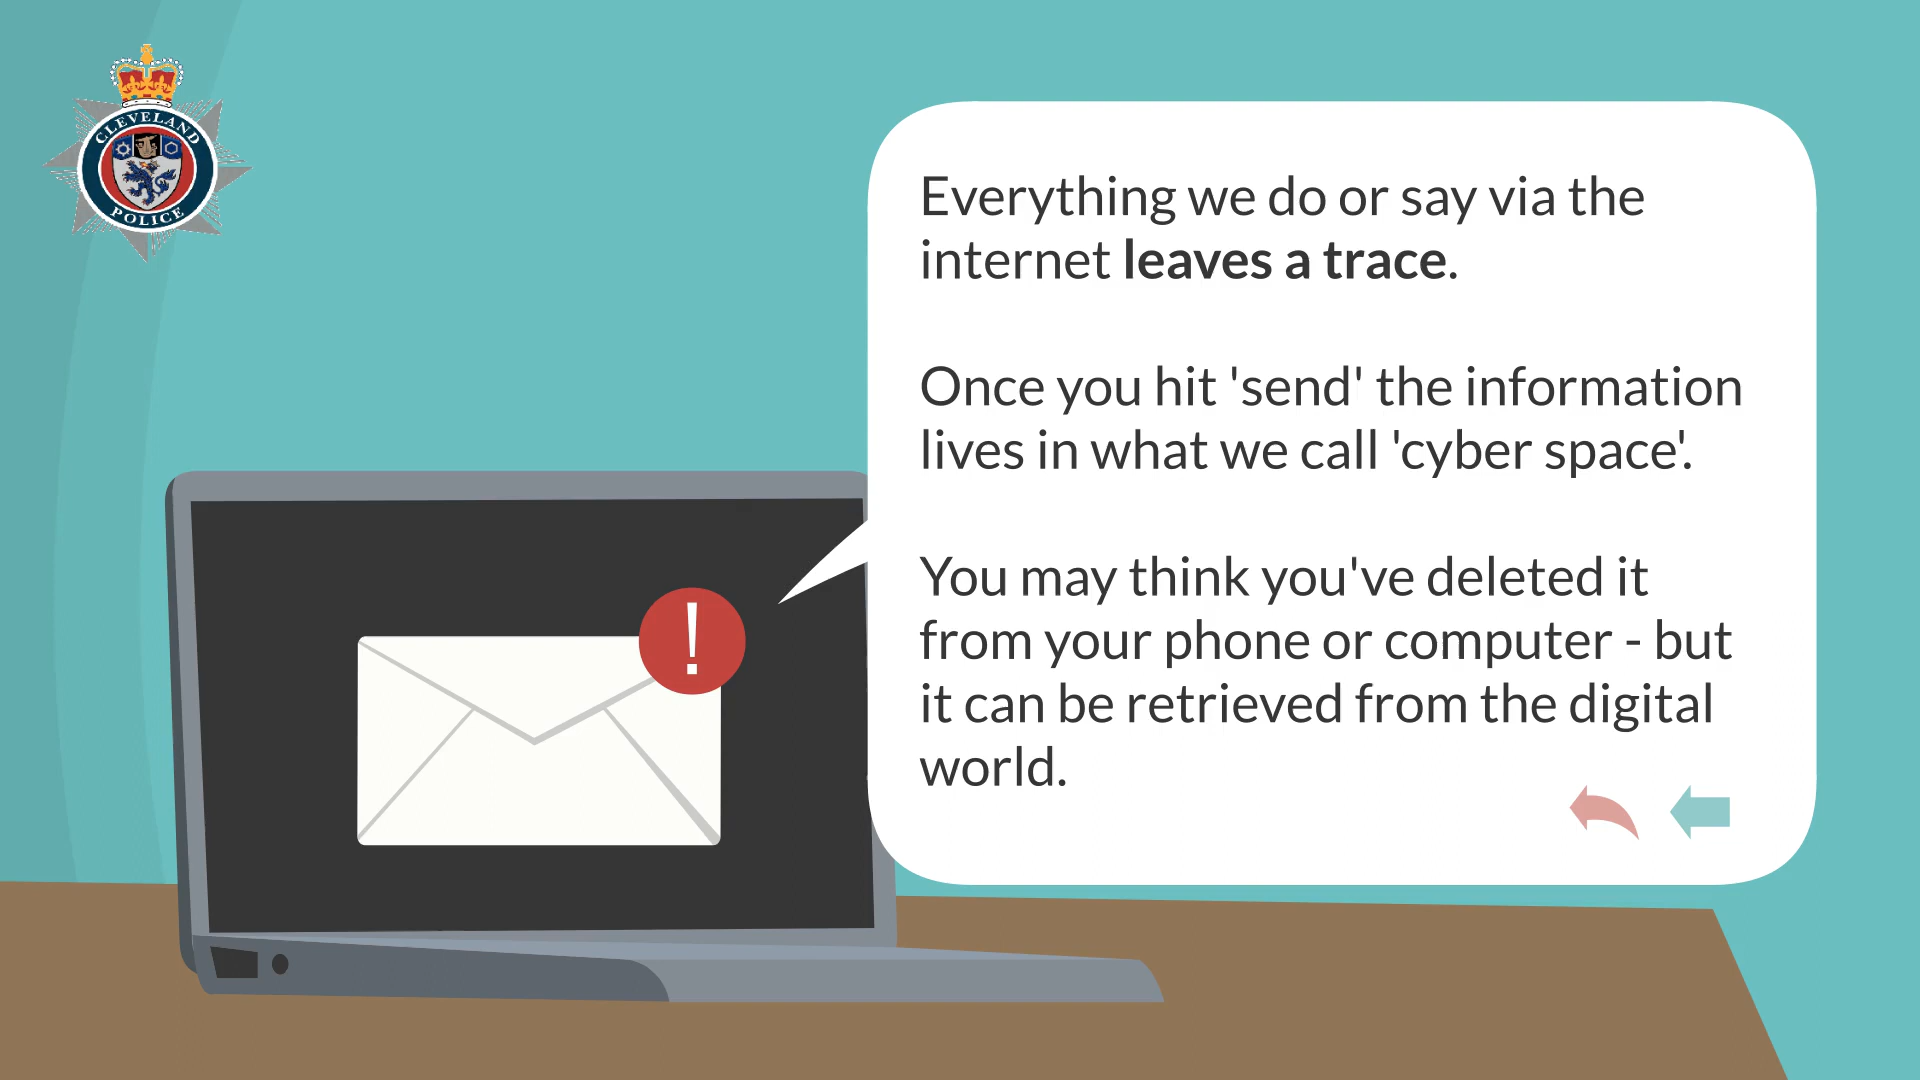 CLEVELAND
POLICE
Everything we do or say via the
internet leaves a trace.
Once you hit 'send' the information
lives in what we call 'cyber space'.
You may think you've deleted it
from your phone or computer - but
it can be retrieved from the digital
world.
!